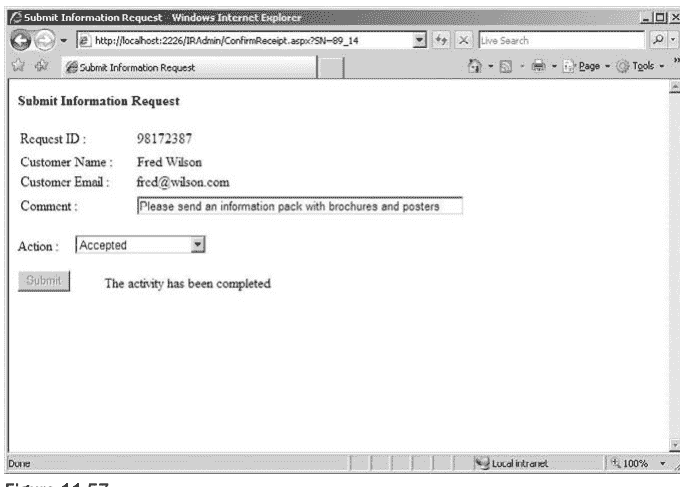 Submit Information Request - Windows Internet Explorer
http://localhost:2226/IRAdmin/ConfirmReceipt.aspx?SN=89_14
Live Search
Submit Information Request
Page
Tools
Submit Information Request
Request ID : 98172387
Customer Name : Fred Wilson
Customer Email : fred@wilson.com
Comment : Please send an information pack with brochures and posters
Action : Accepted
Submit The activity has been completed
Done Local intranet 100%